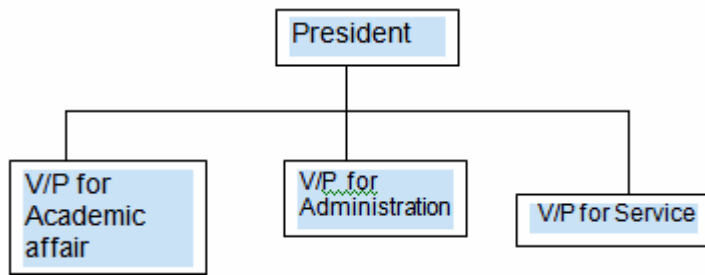 President
V/P for
Academic
affair
V/P for
Administration
V/P for Service